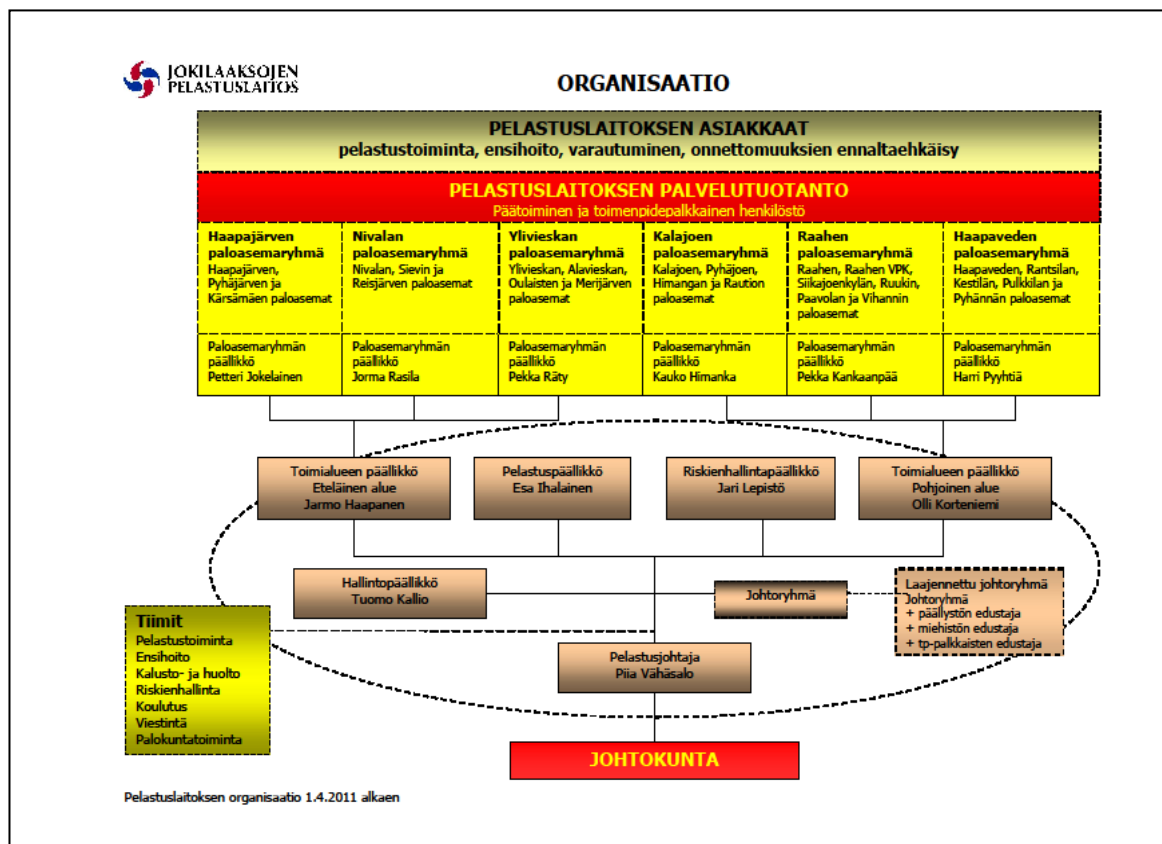 JOKILAAKSOJEN
PELASTUSLAITOS
ORGANISAATIO
PELASTUSLAITOKSEN ASIAKKAAT
pelastustoiminta, ensihoito, varautuminen, onnettomuuksien ennaltaehkäisy
PELASTUSLAITOKSEN PALVELUTUOTANTO
Päätoiminen ja toimenpidepalkkainen henkilöstö
Haapajärven
paloasemaryhmä
Haapajärven,
Pyhäjärven ja
Kärsämäen paloasemat
Nivalan
paloasemaryhmä
Nivalan, Sievin ja
Reisjärven paloasemat
Ylivieskan
paloasemaryhmä
Ylivieskan, Alavieskan,
Oulaisten ja Merijärven
paloasemat
Kalajoen
paloasemaryhmä
Kalajoen, Pyhäjoen,
Himangan ja Raution
paloasemat
Raahen
paloasemaryhmä
Raahen, Raahen VPK,
Siikajoenkylän, Ruukin,
Paavolan ja Vihannin
paloasemat
Haapaveden
paloasemaryhmä
Haapaveden, Rantsilan,
Kestilän, Pulkkilan ja
Pyhännän paloasemat
Paloasemaryhmän
päällikkö
Petteri Jokelainen
Paloasemaryhmän
päällikkö
Jorma Rasila
Paloasemaryhmän
päällikkö
Pekka Räty
Paloasemaryhmän
päällikkö
Kauko Himanka
Paloasemaryhmän
päällikkö
Pekka Kankaanpää
Paloasemaryhmän
päällikkö
Harri Pyyhtiä
Toimialueen päällikkö
Eteläinen alue
Jarmo Haapanen
Pelastuspäällikkö
Esa Ihalainen
Riskienhallintapäällikkö
Jari Lepistö
Toimialueen päällikkö
Pohjoinen alue
Olli Korteniemi
Hallintopäällikkö
Tuomo Kallio
Johtoryhmä
Laajennettu johtoryhmä
Johtoryhmä
+ päällystön edustaja
+ miehistön edustaja
+ tp-palkkaisten edustaja
Tiimit
Pelastustoiminta
Ensihoito
Kalusto- ja huolto
Riskienhallinta
Koulutus
Viestintä
Palokuntatoiminta
Pelastusjohtaja
Piia Vähäsalo
JOHTOKUNTA
Pelastuslaitoksen organisaatio 1.4.2011 alkaen